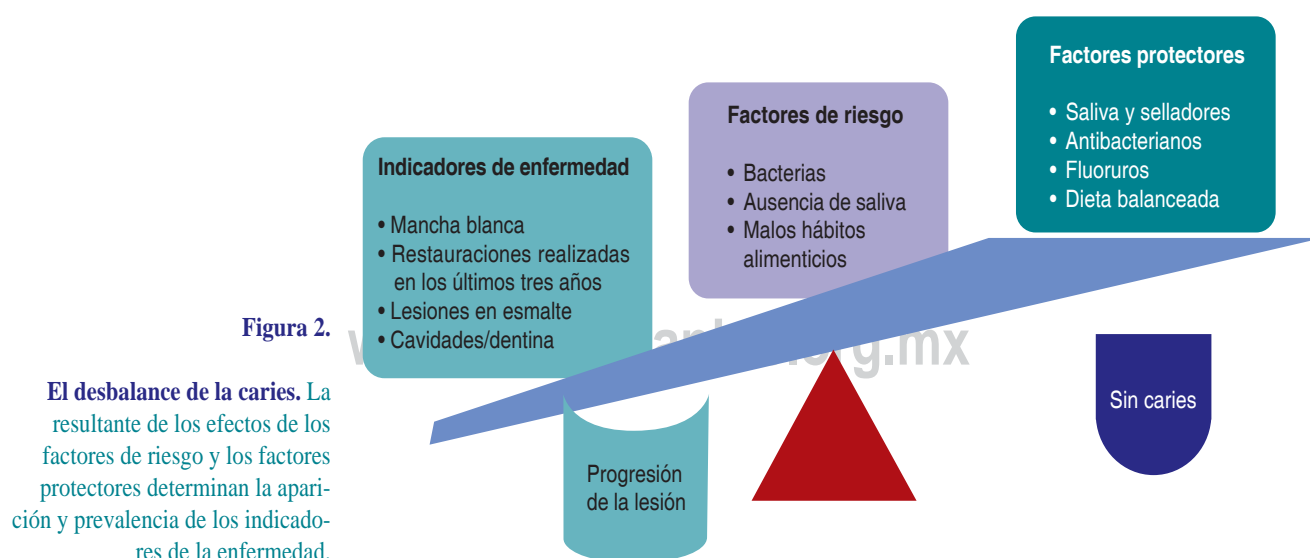 Factores protectores
• Saliva y selladores
• Antibacterianos
• Fluoruros
• Dieta balanceada
Factores de riesgo
• Bacterias
• Ausencia de saliva
• Malos hábitos
alimenticios
Indicadores de enfermedad
• Mancha blanca
• Restauraciones realizadas
en los últimos tres años
• Lesiones en esmalte
• Cavidades/dentina
Sin caries
Progresión
de la lesión
Figura 2.
El desbalance de la caries. La
resultante de los efectos de los
factores de riesgo y los factores
protectores determinan la apari-
ción y prevalencia de los indicado-
res de la enfermedad.